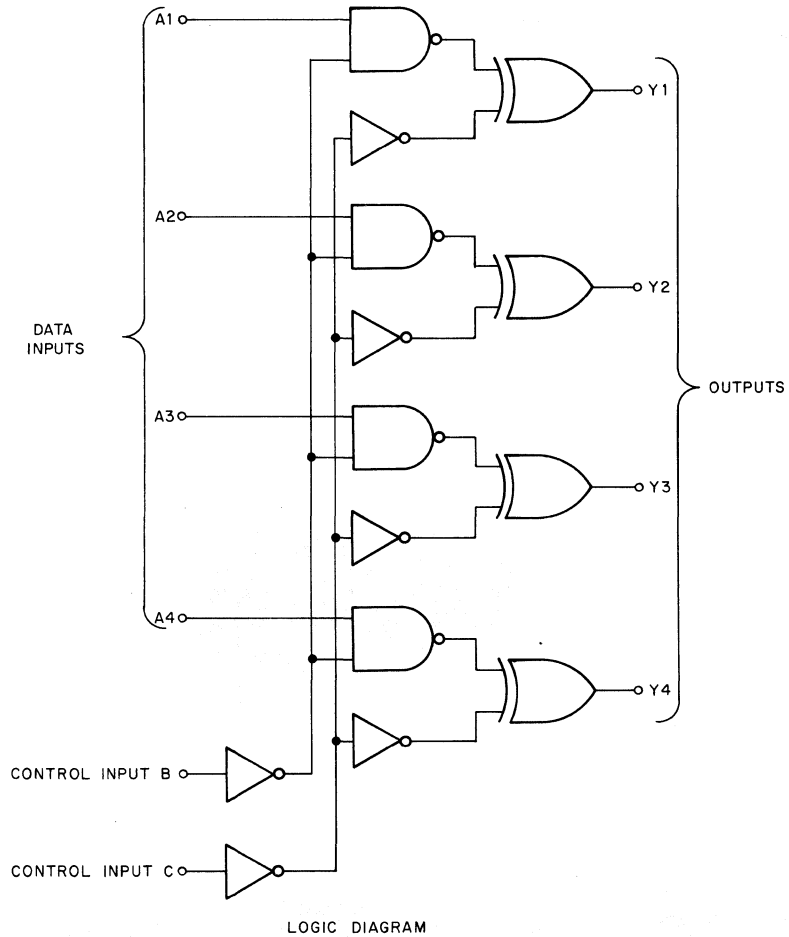 A1
Y1
A2
Y2
DATA
INPUTS
OUTPUTS
A3
Y3
A4
Y4
CONTROL INPUT B
CONTROL INPUT C
LOGIC DIAGRAM